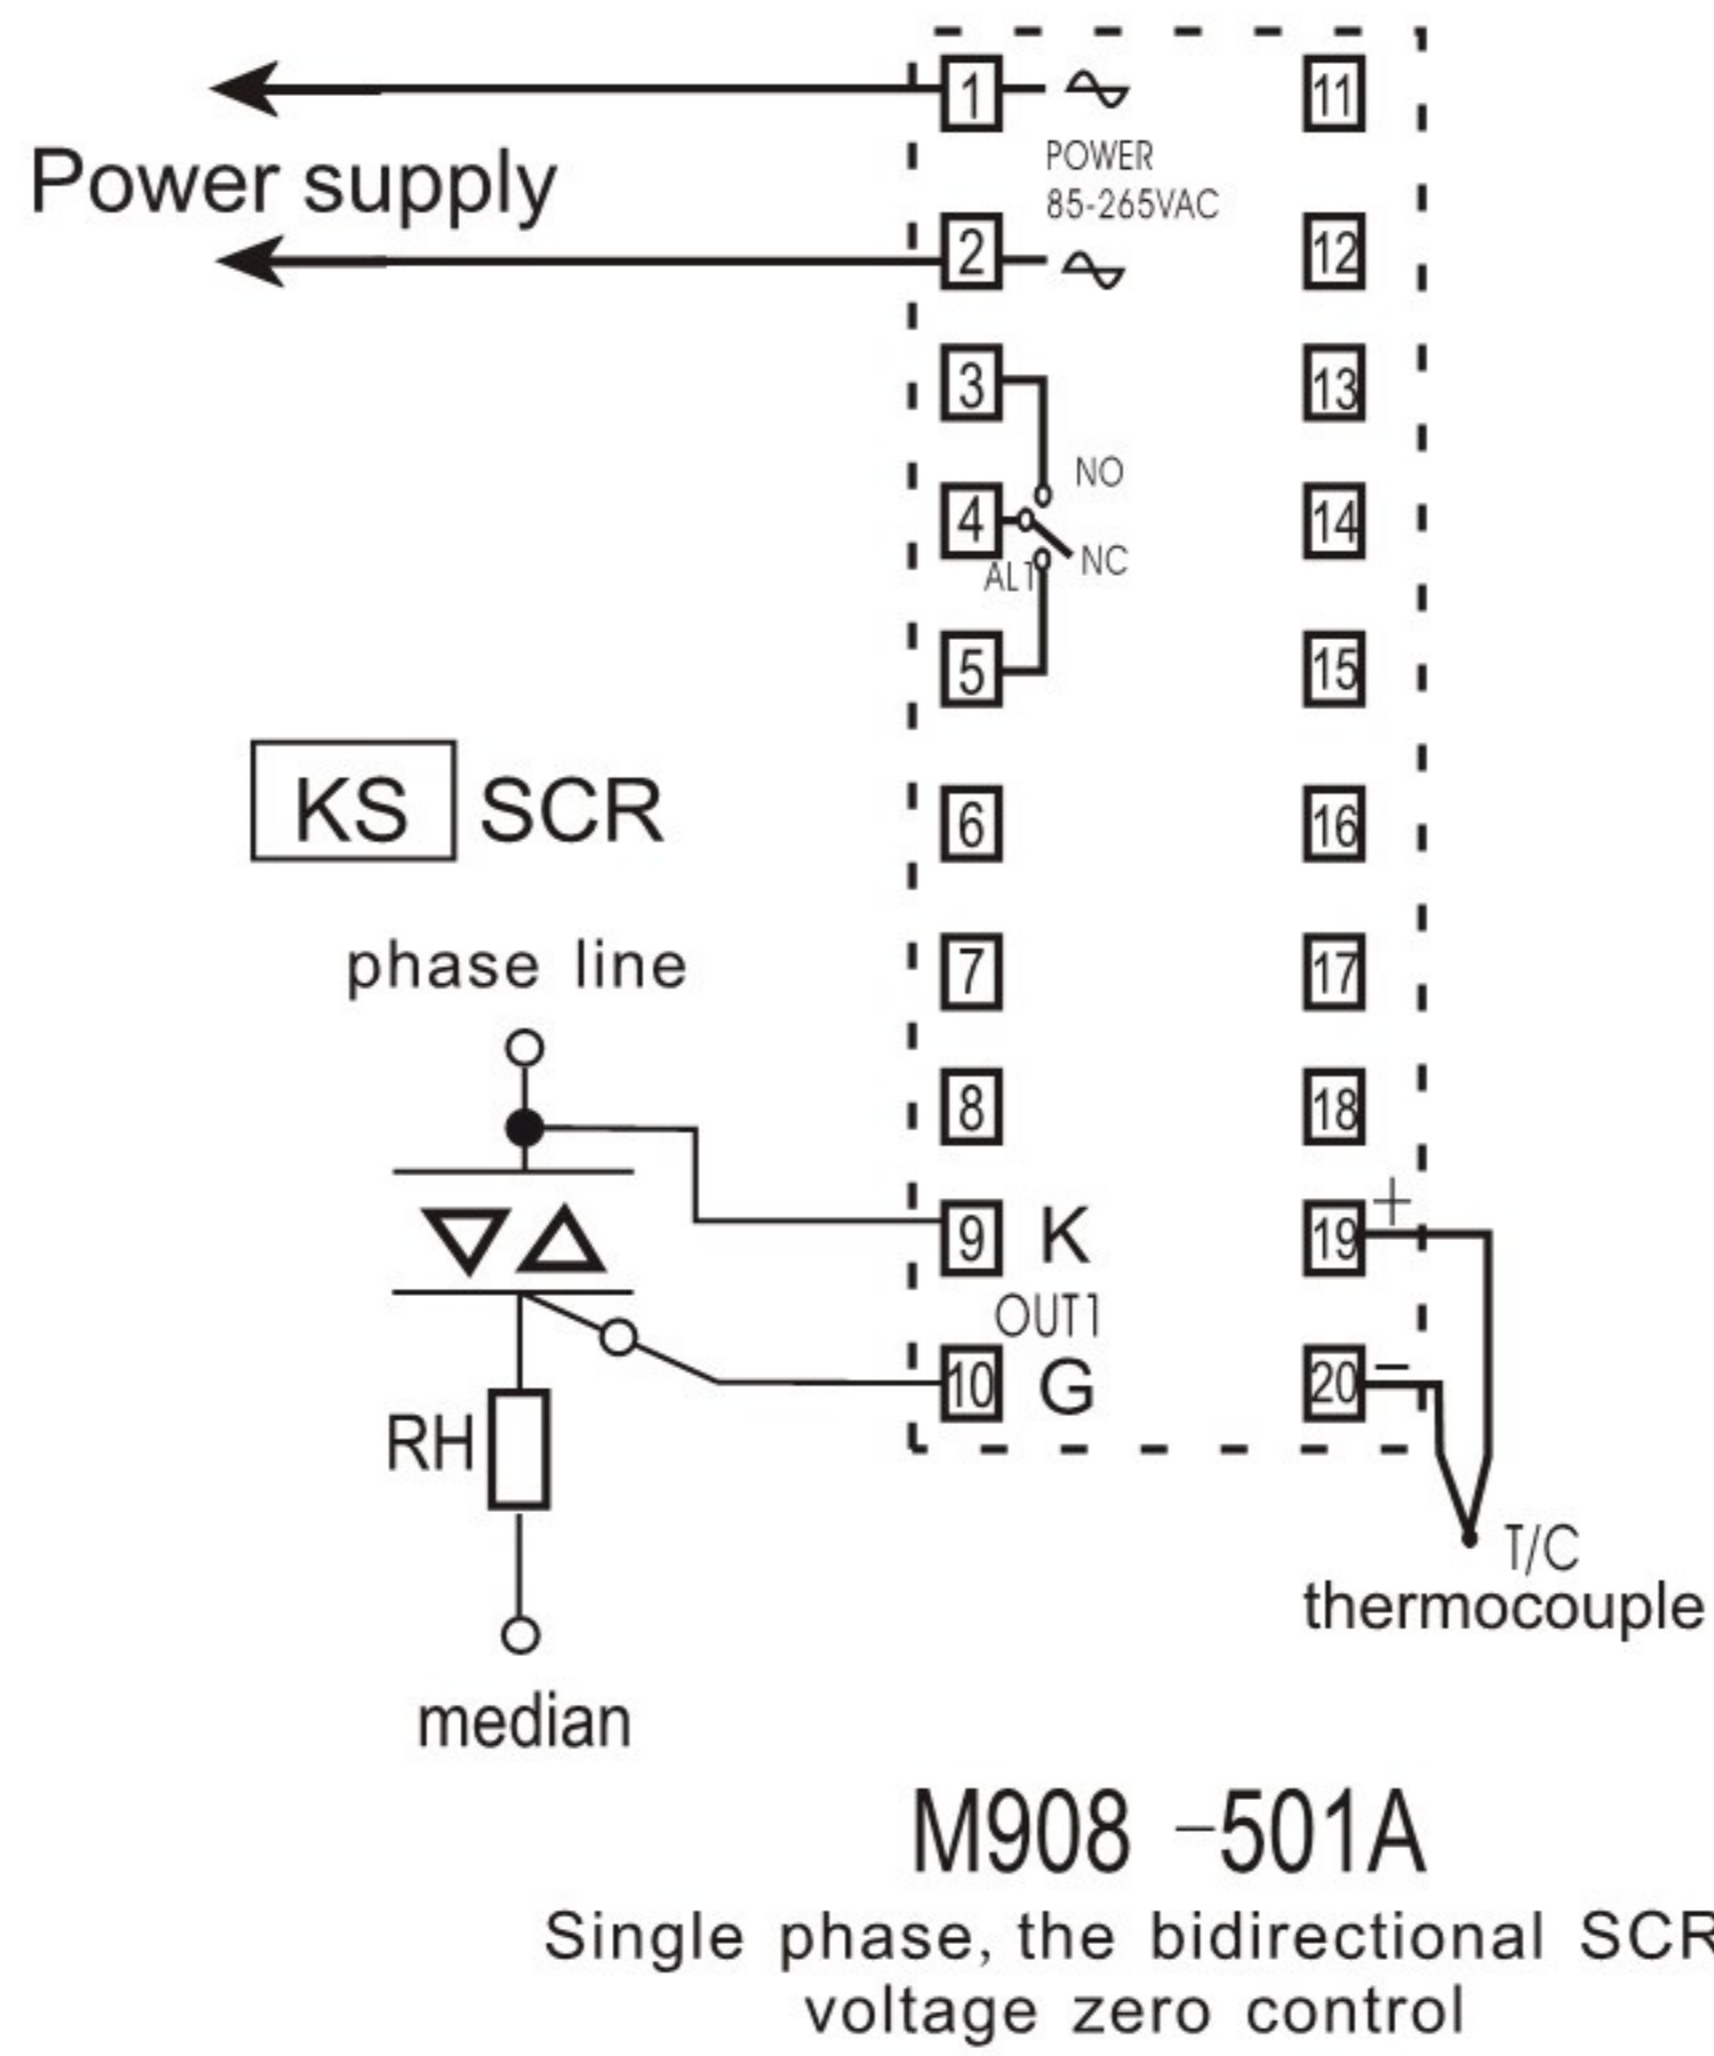 Power supply
1
POWER
85-265VAC
2
3
NO
4
NC
AL1
5
6
7
8
9
K
OUT1
10
G
11
12
13
14
15
16
17
18
19
+
20
−
T/C
thermocouple
KS SCR
phase line
RH
median
M908 -501A
Single phase, the bidirectional SCR
voltage zero control